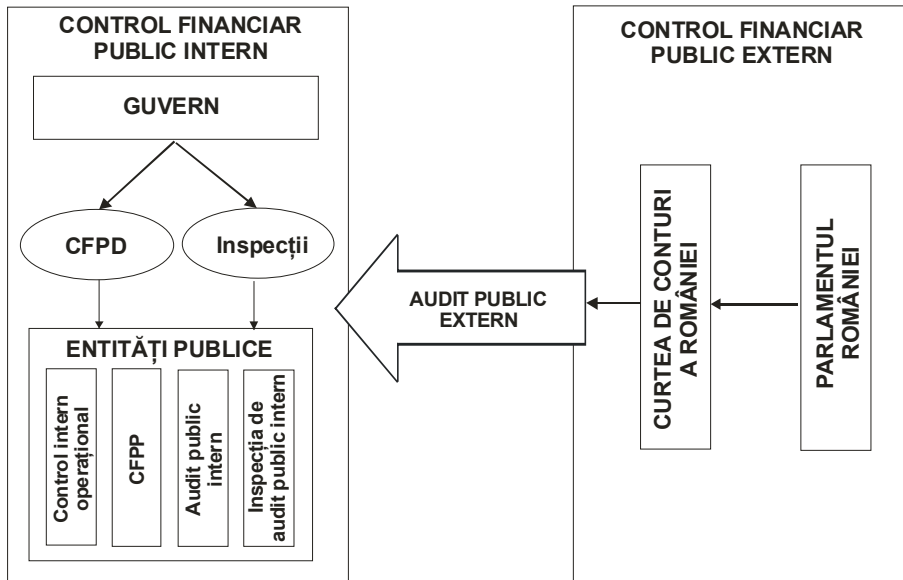 CONTROL FINANCIAR
PUBLIC INTERN
GUVERN
CFPD
Inspecții
ENTITĂȚI PUBLICE
Control intern
operațional
CFPP
Audit public
intern
Inspecția de
audit public intern
AUDIT PUBLIC
EXTERN
CONTROL FINANCIAR
PUBLIC EXTERN
CURTEA DE CONTURI
A ROMÂNIEI
PARLAMENTUL
ROMÂNIEI